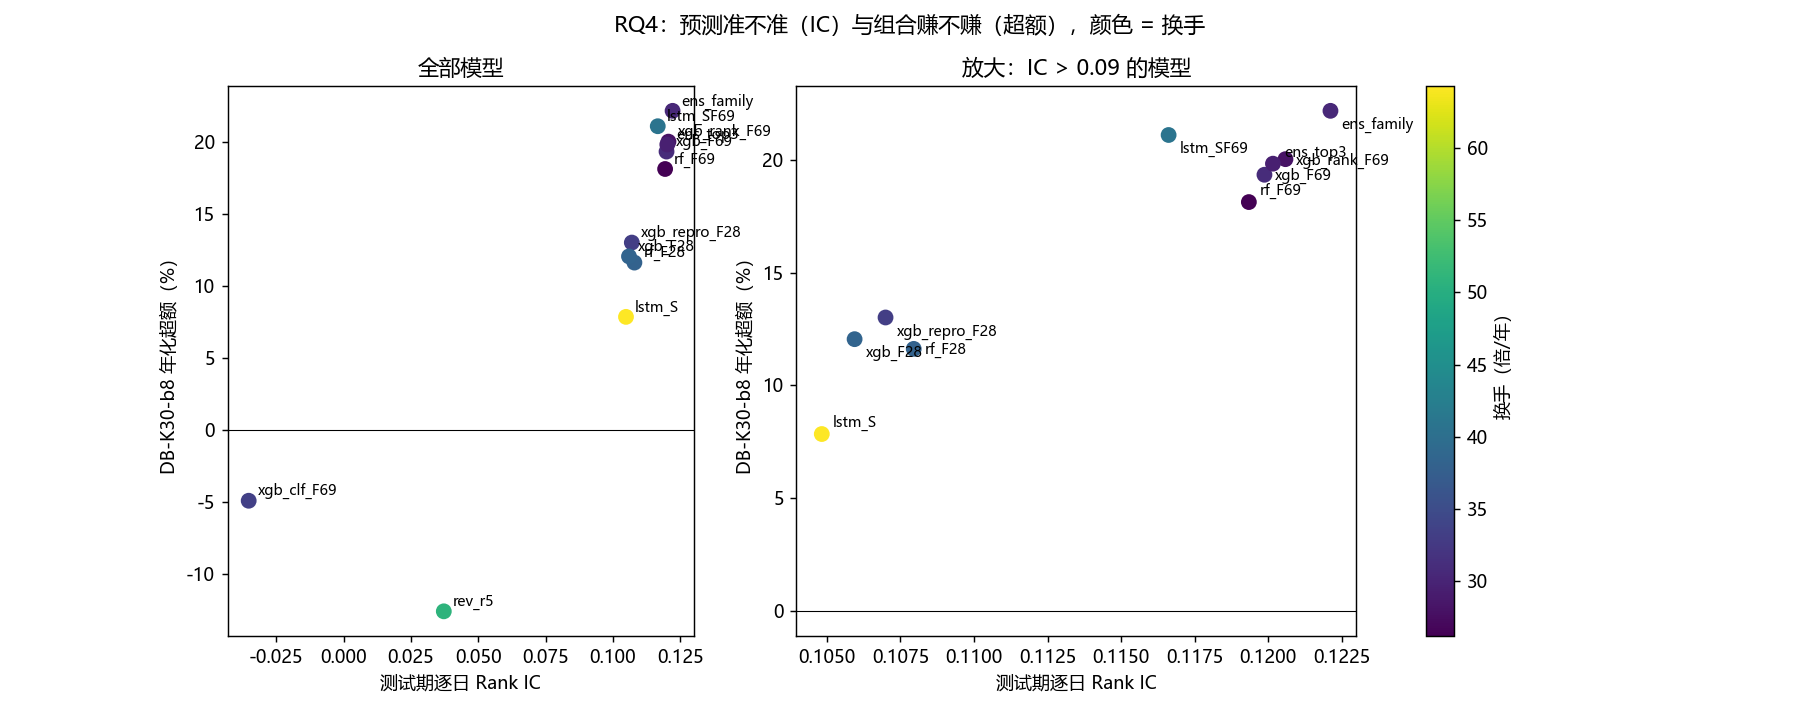 RQ4：预测准不准（IC）与组合赚不赚（超额），颜色 = 换手
全部模型
DB-K30-b8 年化超额（%）
20
15
10
5
0
-5
-10
ens_family
lstm_SF69
xgb_rank_F69
ens_top3
xgb_F69
rf_F69
xgb_repro_F28
xgb_F28
rf_F28
lstm_S
xgb_clf_F69
rev_r5
-0.025 0.000 0.025 0.050 0.075 0.100 0.125
测试期逐日 Rank IC
放大：IC > 0.09 的模型
DB-K30-b8 年化超额（%）
20
15
10
5
0
ens_family
lstm_SF69
ens_top3
xgb_rank_F69
xgb_F69
rf_F69
xgb_repro_F28
xgb_F28
rf_F28
lstm_S
0.1050 0.1075 0.1100 0.1125 0.1150 0.1175 0.1200 0.1225
测试期逐日 Rank IC
60
55
50
45
40
35
30
换手（倍/年）